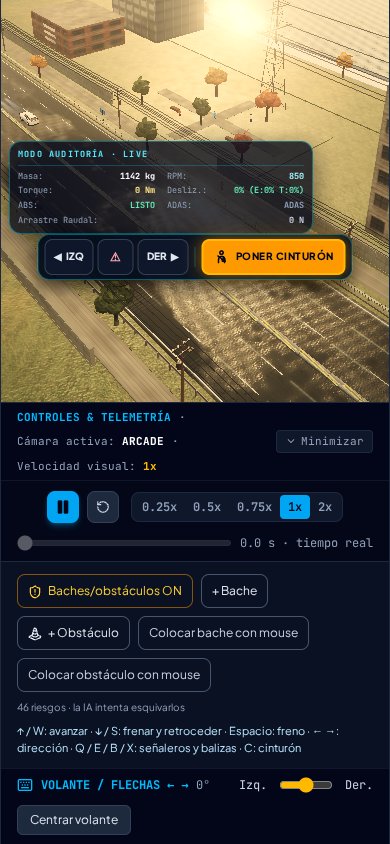 MODO AUDITORÍA · LIVE
Masa: 1142 kg RPM: 850
Torque: 0 Nm Desliz.: 0% (E:0% T:0%)
ABS: LISTO ADAS: ADAS
Arrastre Raudal: 0 N
◀ IZQ ⚠ DER ▶ PONER CINTURÓN
CONTROLES & TELEMETRÍA ·
Cámara activa: ARCADE · Minimizar
Velocidad visual: 1x
0.25x 0.5x 0.75x 1x 2x
0.0 s · tiempo real
Baches/obstáculos ON + Bache
+ Obstáculo Colocar bache con mouse
Colocar obstáculo con mouse
46 riesgos · la IA intenta esquivarlos
↑ / W: avanzar · ↓ / S: frenar y retroceder · Espacio: freno · ← →:
dirección · Q / E / B / X: señaleros y balizas · C: cinturón
VOLANTE / FLECHAS ← → 0° Izq. Der.
Centrar volante